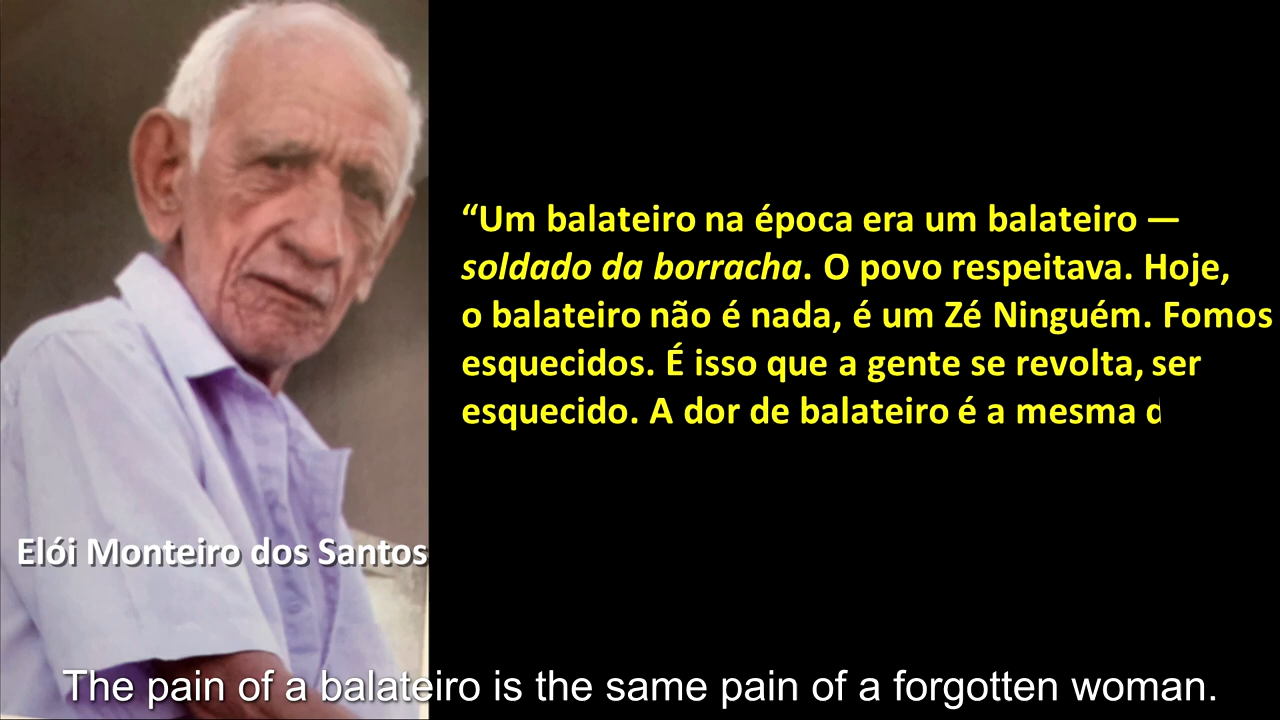 “Um balateiro na época era um balateiro —
soldado da borracha. O povo respeitava. Hoje,
o balateiro não é nada, é um Zé Ninguém. Fomos
esquecidos. É isso que a gente se revolta, ser
esquecido. A dor de balateiro é a mesma
Elói Monteiro dos Santos
The pain of a balateiro is the same pain of a forgotten woman.